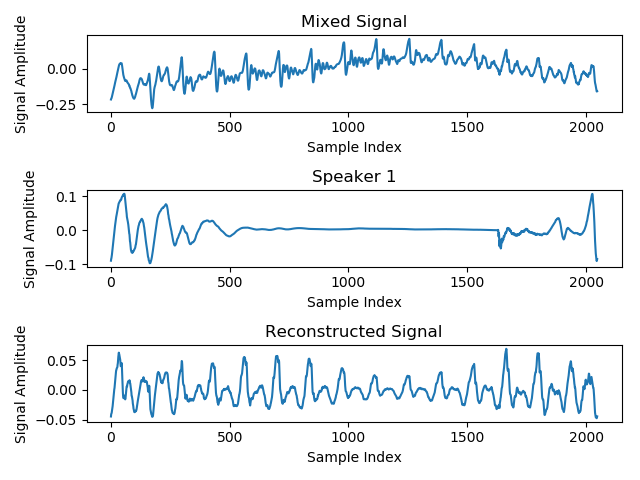 Mixed Signal
Signal Amplitude
0.00
−0.25
0 500 1000 1500 2000
Sample Index
Speaker 1
Signal Amplitude
0.1
0.0
−0.1
0 500 1000 1500 2000
Sample Index
Reconstructed Signal
Signal Amplitude
0.05
0.00
−0.05
0 500 1000 1500 2000
Sample Index